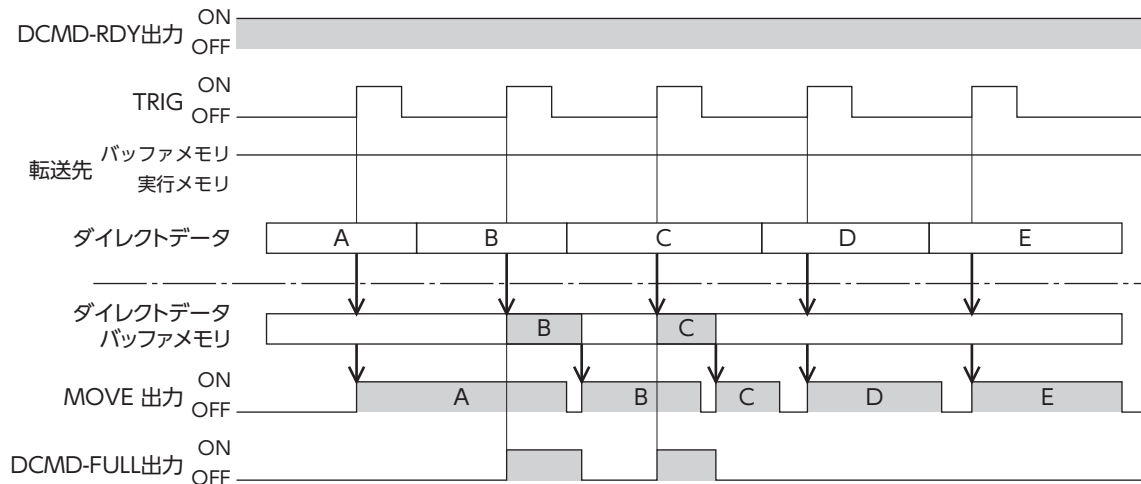 ON
DCMD-RDY出力
OFF
ON
TRIG
OFF
バッファメモリ
転送先
実行メモリ
ダイレクトデータ A B C D E
ダイレクトデータ
バッファメモリ
B C
ON
MOVE 出力
OFF
A B C D E
ON
DCMD-FULL出力
OFF